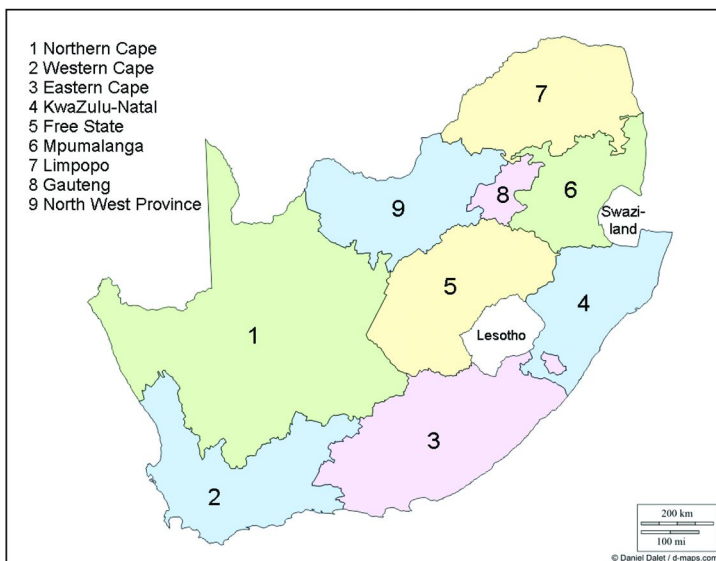 1 Northern Cape
2 Western Cape
3 Eastern Cape
4 KwaZulu-Natal
5 Free State
6 Mpumalanga
7 Limpopo
8 Gauteng
9 North West Province
7
8
6
9
Swazi-
land
5
4
Lesotho
1
3
2
200 km
100 mi
© Daniel Dalet / d-maps.com